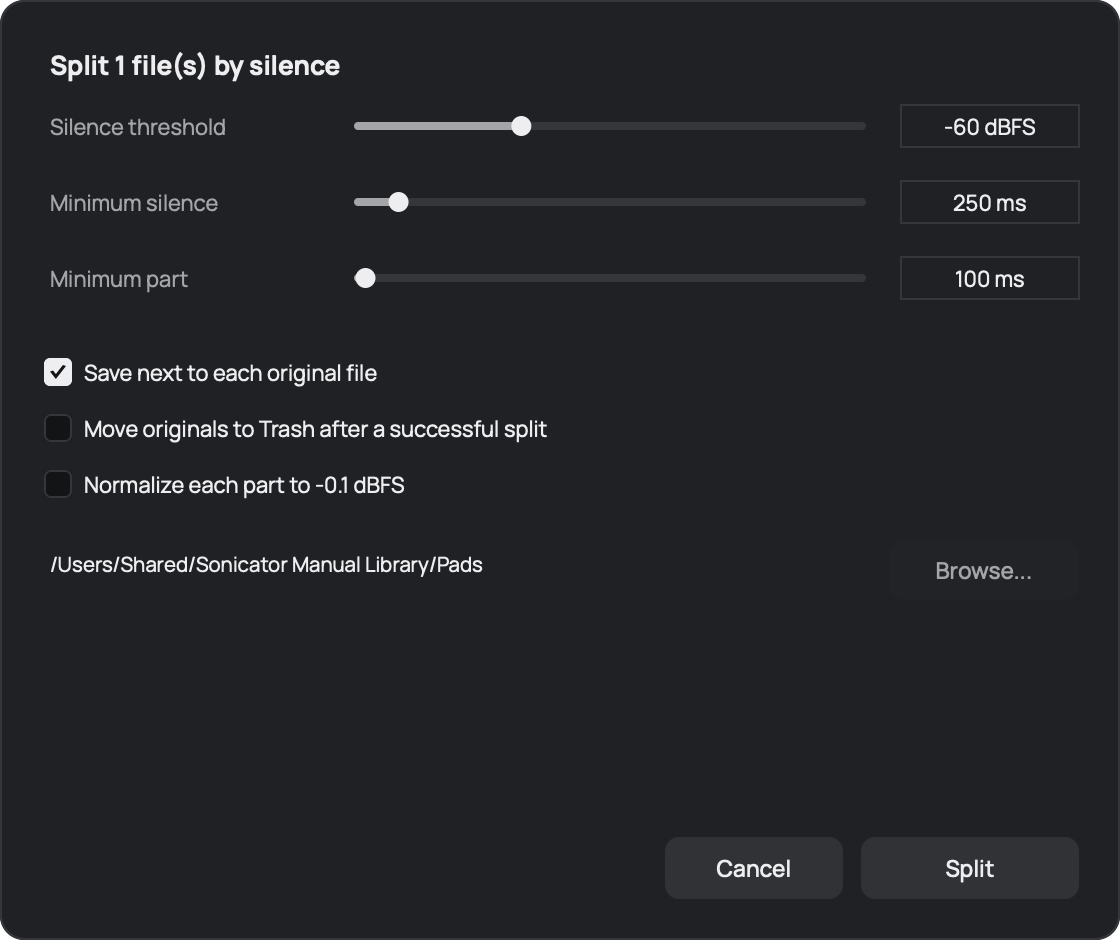 Split 1 file(s) by silence
Silence threshold -60 dBFS
Minimum silence 250 ms
Minimum part 100 ms
Save next to each original file
Move originals to Trash after a successful split
Normalize each part to -0.1 dBFS
/Users/Shared/Sonicator Manual Library/Pads Browse...
Cancel Split